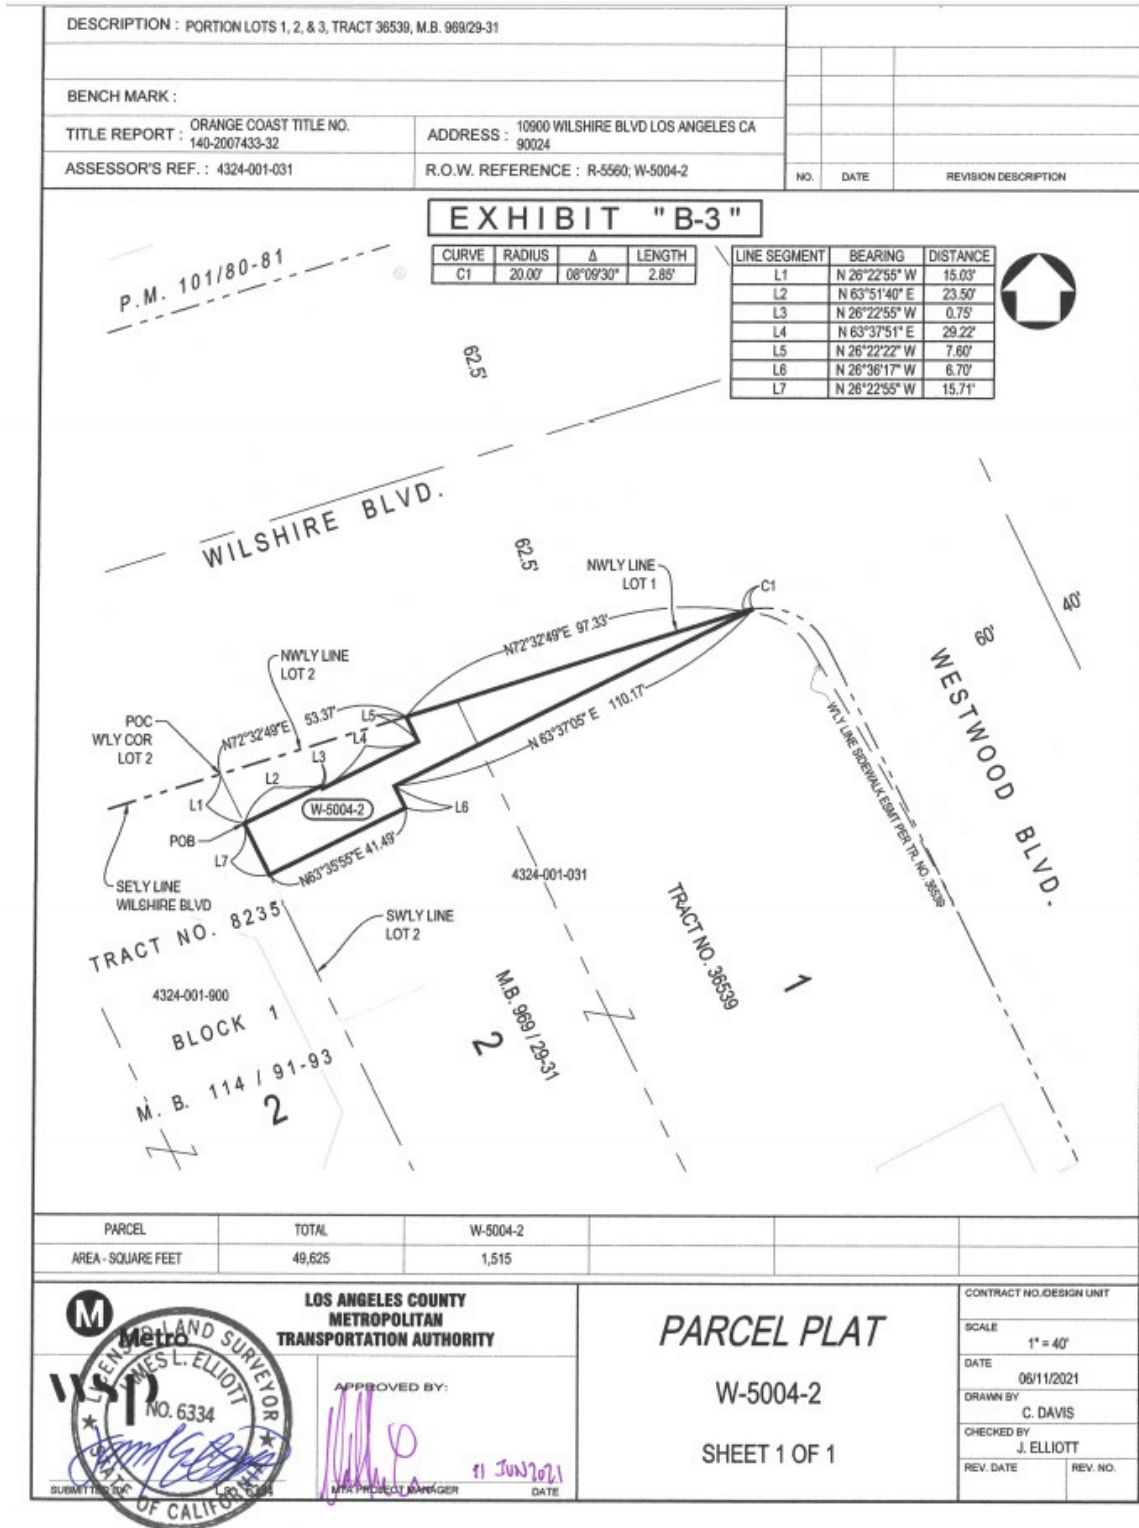 DESCRIPTION : PORTION LOTS 1, 2, & 3, TRACT 36539, M.B. 969/29-31
BENCH MARK :
TITLE REPORT : ORANGE COAST TITLE NO. 140-2007433-32
ADDRESS : 10900 WILSHIRE BLVD LOS ANGELES CA 90024
ASSESSOR'S REF. : 4324-001-031
R.O.W. REFERENCE : R-5560; W-5004-2
NO. DATE REVISION DESCRIPTION
EXHIBIT "B-3"
CURVE RADIUS Δ LENGTH
C1 20.00' 08°09'30" 2.85'
LINE SEGMENT BEARING DISTANCE
L1 N 26°22'55" W 15.03'
L2 N 63°51'40" E 23.50'
L3 N 26°22'55" W 0.75'
L4 N 63°37'51" E 29.22'
L5 N 26°22'22" W 7.60'
L6 N 26°36'17" W 6.70'
L7 N 26°22'55" W 15.71'
P.M. 101/80-81
62.5'
WILSHIRE BLVD.
62.5'
NW'LY LINE
LOT 1
C1
40'
60'
WESTWOOD BLVD.
N72°32'49"E 97.33'
NW'LY LINE
LOT 2
POC
W'LY COR
LOT 2
N72°32'49"E 53.37'
L5
L4
L3
L2
L1
N 63°37'05" E 110.17'
W'LY LINE SIDEWALK ESMT PER TR. NO. 36539
W-5004-2
L6
POB
L7
N63°35'55"E 41.49'
SE'LY LINE
WILSHIRE BLVD
4324-001-031
TRACT NO. 8235
SW'LY LINE
LOT 2
TRACT NO. 36539
1
4324-001-900
BLOCK 1
M.B. 969 / 29-31
2
M. B. 114 / 91-93
2
PARCEL TOTAL W-5004-2
AREA - SQUARE FEET 49,625 1,515
M
Metro
LOS ANGELES COUNTY
METROPOLITAN
TRANSPORTATION AUTHORITY
wsp
LICENSED LAND SURVEYOR
JAMES L. ELLIOTT
NO. 6334
STATE OF CALIFORNIA
APPROVED BY:
11 JUN 2021
MTA PROJECT MANAGER DATE
PARCEL PLAT
W-5004-2
SHEET 1 OF 1
CONTRACT NO./DESIGN UNIT
SCALE
1" = 40'
DATE
06/11/2021
DRAWN BY
C. DAVIS
CHECKED BY
J. ELLIOTT
REV. DATE REV. NO.